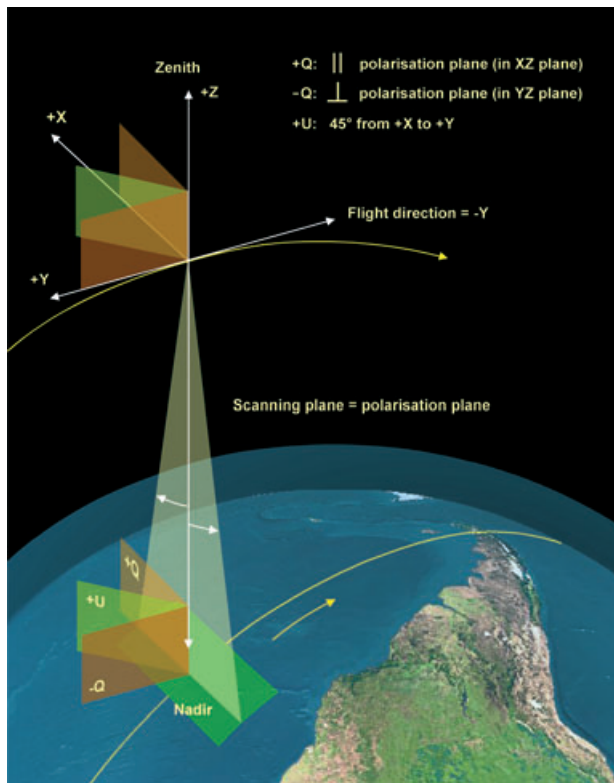 +Q: || polarisation plane (in XZ plane)
Zenith
-Q: ⊥ polarisation plane (in YZ plane)
+Z
+X
+U: 45° from +X to +Y
Flight direction = -Y
+Y
Scanning plane = polarisation plane
+Q
+U
-Q
Nadir